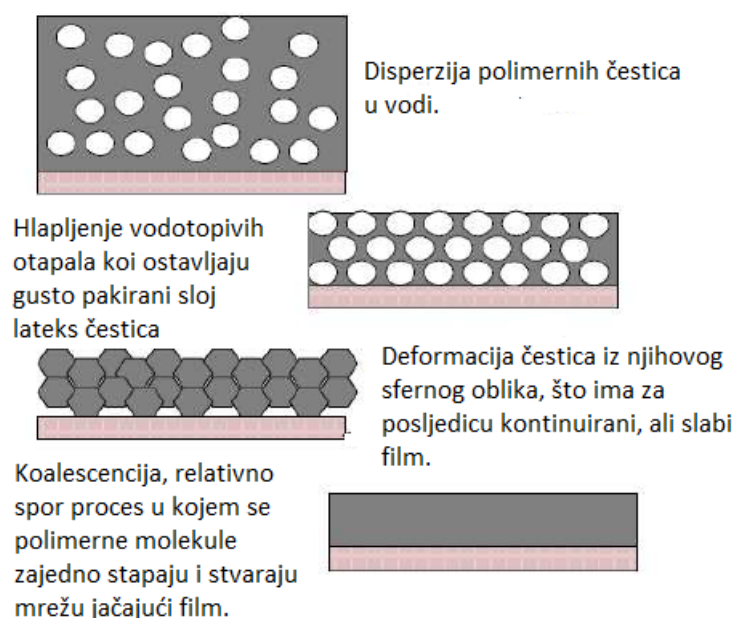 Disperzija polimernih čestica
u vodi.
Hlapljenje vodotopivih
otapala koi ostavljaju
gusto pakirani sloj
lateks čestica
Deformacija čestica iz njihovog
sfernog oblika, što ima za
posljedicu kontinuirani, ali slabi
film.
Koalescencija, relativno
spor proces u kojem se
polimerne molekule
zajedno stapaju i stvaraju
mrežu jačajući film.